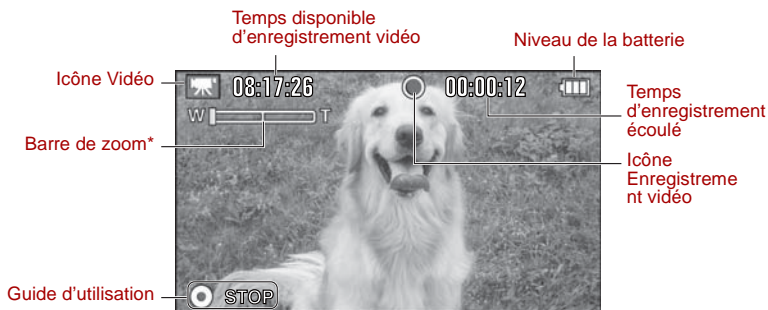 Temps disponible
d'enregistrement vidéo
Niveau de la batterie
Icône Vidéo
08:17:26
00:00:12
W
T
Temps
d'enregistrement
écoulé
Barre de zoom*
Icône
Enregistreme
nt vidéo
Guide d'utilisation
STOP